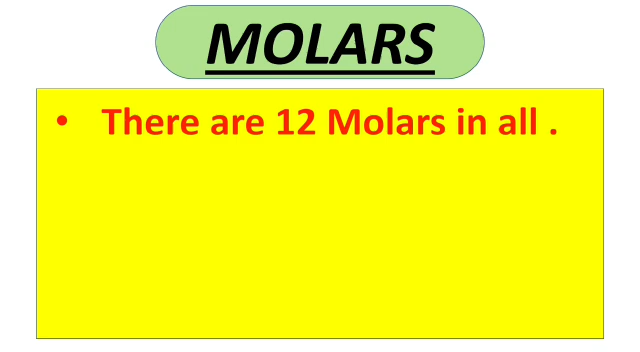 MOLARS
• There are 12 Molars in all .